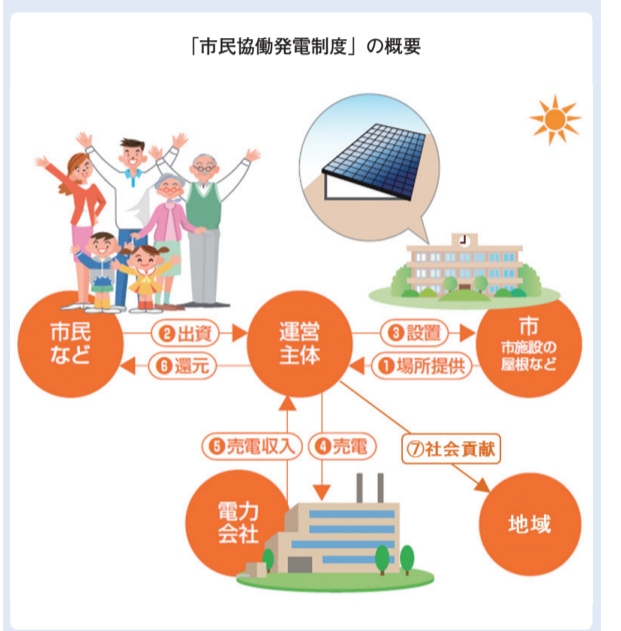 「市民協働発電制度」の概要
市民
など
❷出資
❻還元
運営
主体
❸設置
❶場所提供
市
市施設の
屋根など
❺売電収入
❹売電
⑦社会貢献
電力
会社
地域